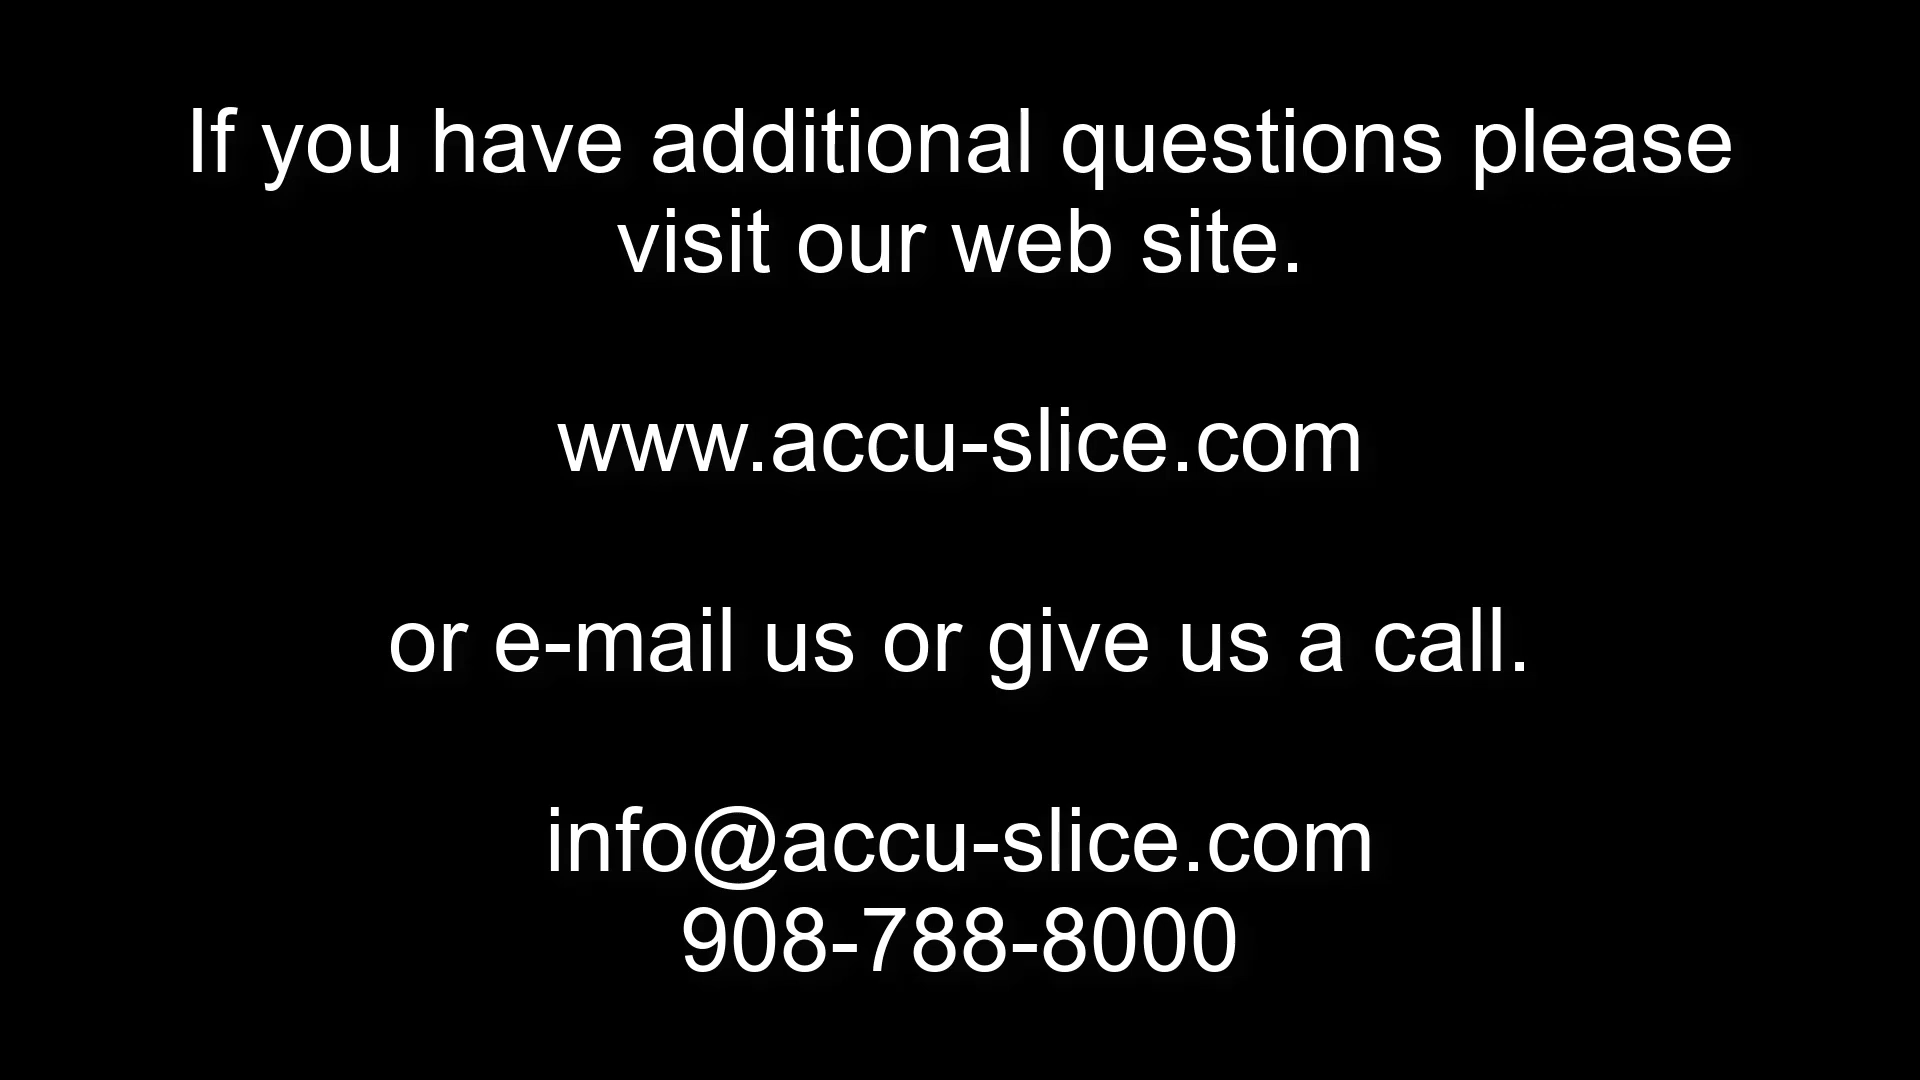 If you have additional questions please
visit our web site.
www.accu-slice.com
or e-mail us or give us a call.
info@accu-slice.com
908-788-8000